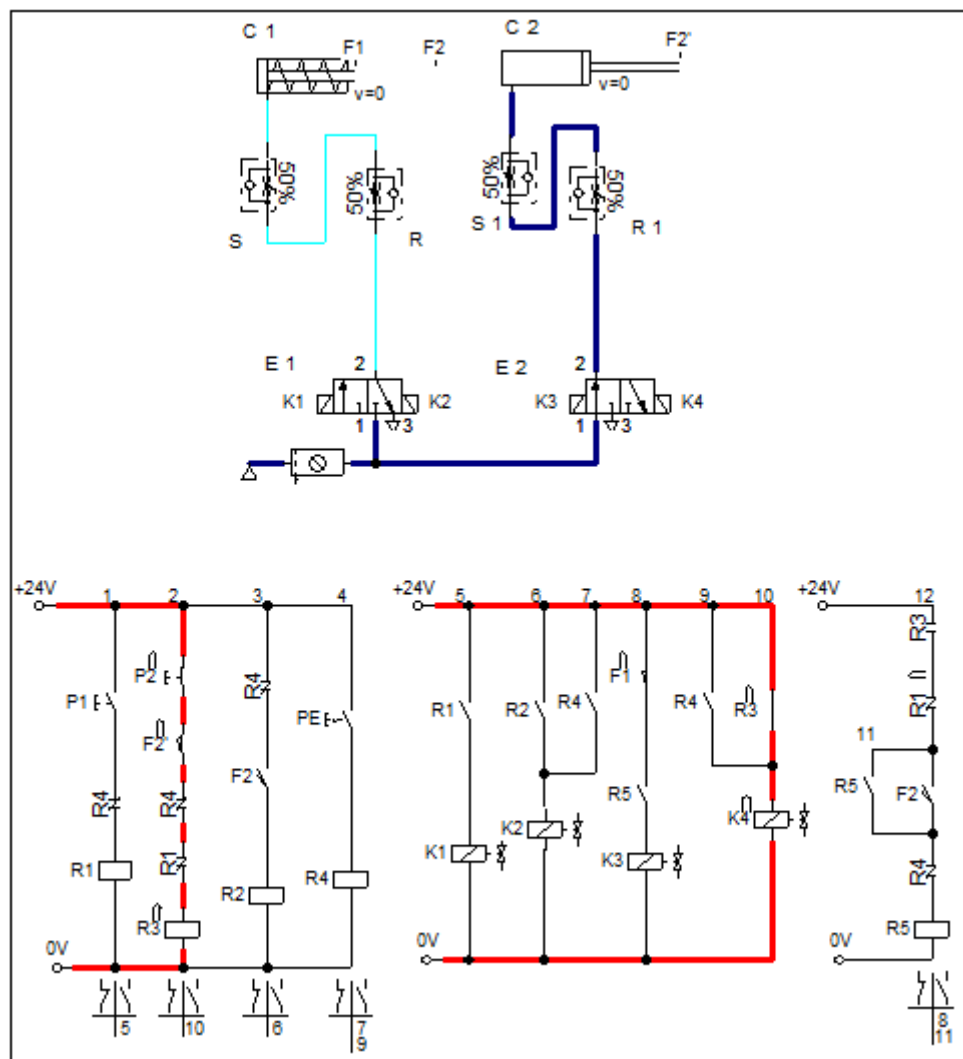 C 1
F1
F2
C 2
F2'
v=0
v=0
50%
50%
50%
50%
S
R
S 1
R 1
E 1
2
E 2
2
K1
K2
K3
K4
1
3
1
3
+24V
1
2
3
4
+24V
5
6
7
8
9
10
+24V
12
R3
P1
P2
R4
PE
F1
R1
R2
R4
R4
R3
R1
F2'
11
R4
R4
F2
R5
R5
F2
R1
K2
K4
R1
R3
R2
R4
K1
K3
R4
R5
0V
0V
0V
5
10
6
7
9
8
11